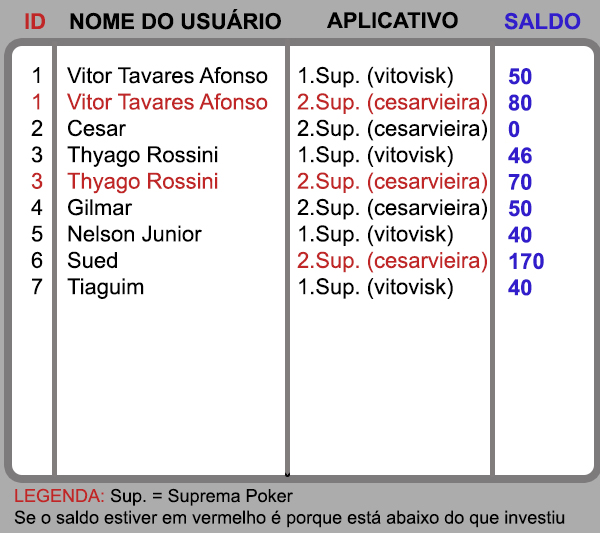 ID NOME DO USUÁRIO APLICATIVO SALDO
1 Vitor Tavares Afonso 1.Sup. (vitovisk) 50
1 Vitor Tavares Afonso 2.Sup. (cesarvieira) 80
2 Cesar 2.Sup. (cesarvieira) 0
3 Thyago Rossini 1.Sup. (vitovisk) 46
3 Thyago Rossini 2.Sup. (cesarvieira) 70
4 Gilmar 2.Sup. (cesarvieira) 50
5 Nelson Junior 1.Sup. (vitovisk) 40
6 Sued 2.Sup. (cesarvieira) 170
7 Tiaguim 1.Sup. (vitovisk) 40
LEGENDA: Sup. = Suprema Poker
Se o saldo estiver em vermelho é porque está abaixo do que investiu